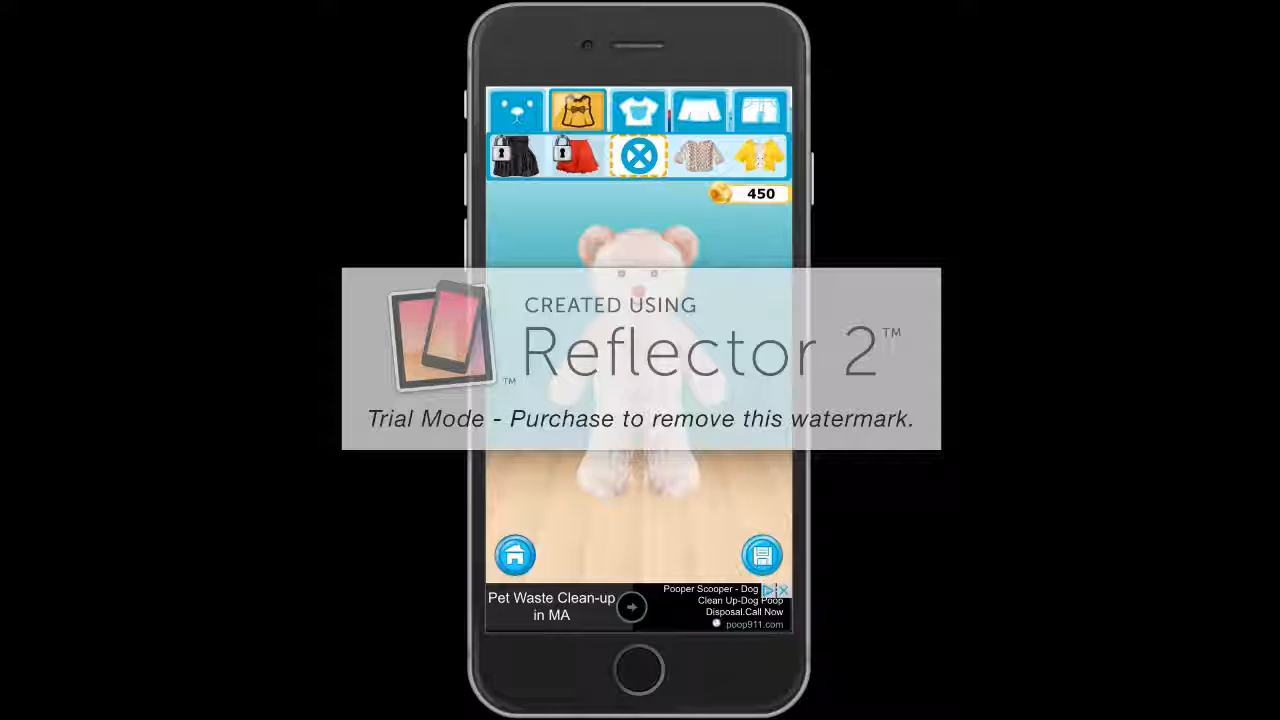 450
CREATED USING
Reflector 2™
™
Trial Mode - Purchase to remove this watermark.
Pet Waste Clean-up
in MA
Pooper Scooper - Dog
Clean Up-Dog Poop
Disposal.Call Now
poop911.com